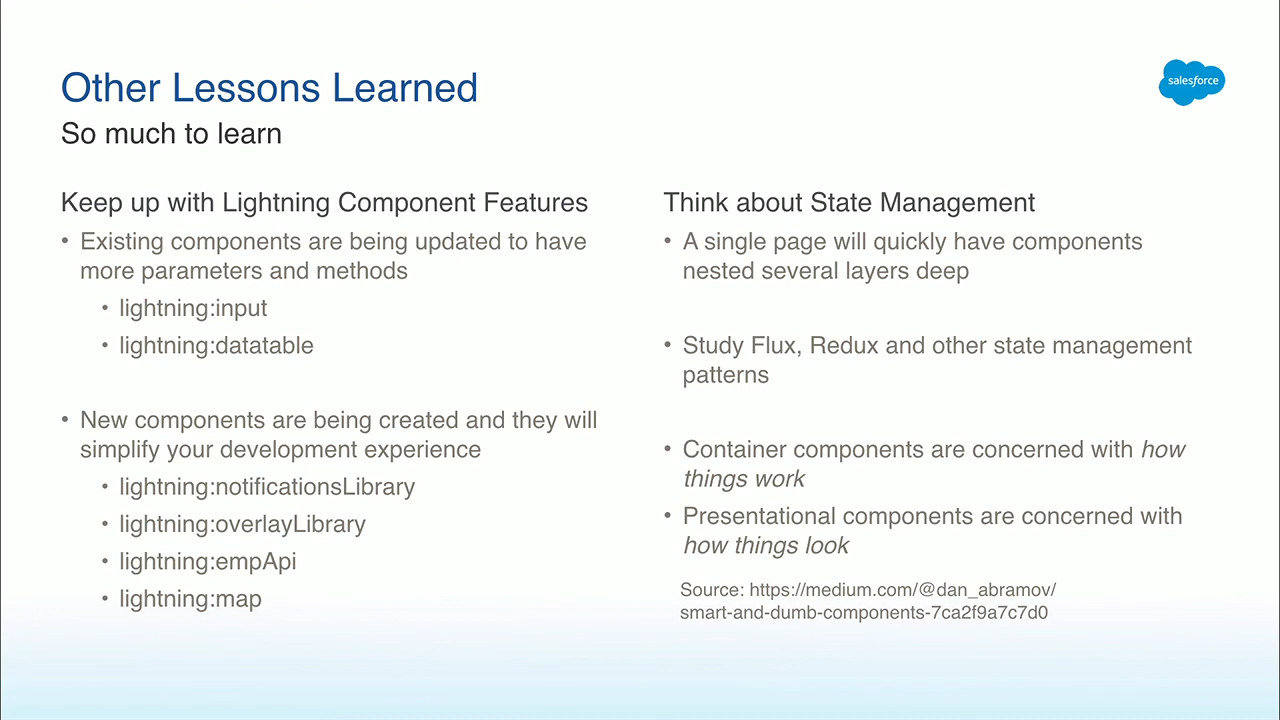 Other Lessons Learned
salesforce
So much to learn
Keep up with Lightning Component Features
• Existing components are being updated to have
more parameters and methods
• lightning:input
• lightning:datatable
• New components are being created and they will
simplify your development experience
• lightning:notificationsLibrary
• lightning:overlayLibrary
• lightning:empApi
• lightning:map
Think about State Management
• A single page will quickly have components
nested several layers deep
• Study Flux, Redux and other state management
patterns
• Container components are concerned with how
things work
• Presentational components are concerned with
how things look
Source: https://medium.com/@dan_abramov/
smart-and-dumb-components-7ca2f9a7c7d0